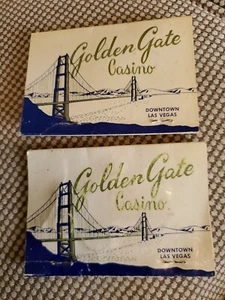 Golden Gate
Casino
DOWNTOWN
LAS VEGAS
Golden Gate
Casino
DOWNTOWN
LAS VEGAS